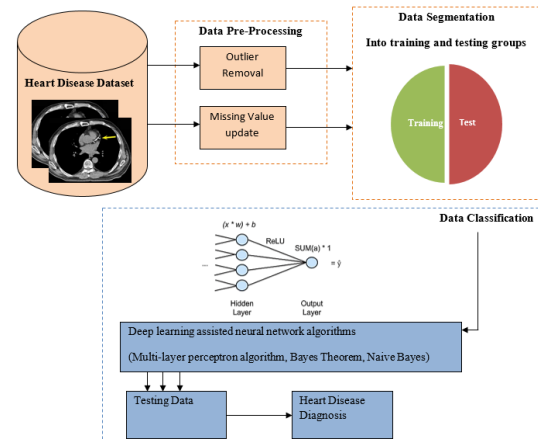 Heart Disease Dataset
Data Pre-Processing
Outlier
Removal
Missing Value
update
Data Segmentation
Into training and testing groups
Training
Test
Data Classification
(x * w) + b
ReLU
SUM(a) * 1
= ŷ
...
Hidden
Layer
Output
Layer
Deep learning assisted neural network algorithms
(Multi-layer perceptron algorithm, Bayes Theorem, Naive Bayes)
Testing Data
Heart Disease
Diagnosis